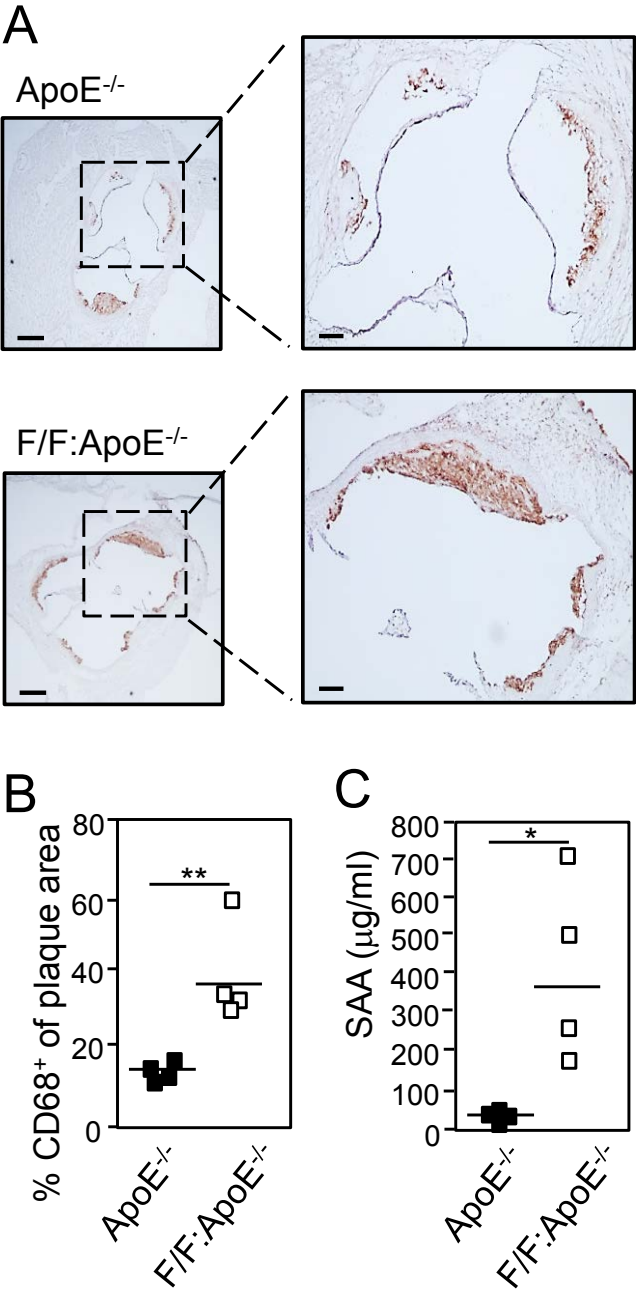 A
ApoE⁻/⁻
F/F:ApoE⁻/⁻
B
% CD68⁺ of plaque area
80
60
40
20
0
**
ApoE⁻/⁻
F/F:ApoE⁻/⁻
C
SAA (μg/ml)
800
700
600
500
400
300
200
100
0
*
ApoE⁻/⁻
F/F:ApoE⁻/⁻